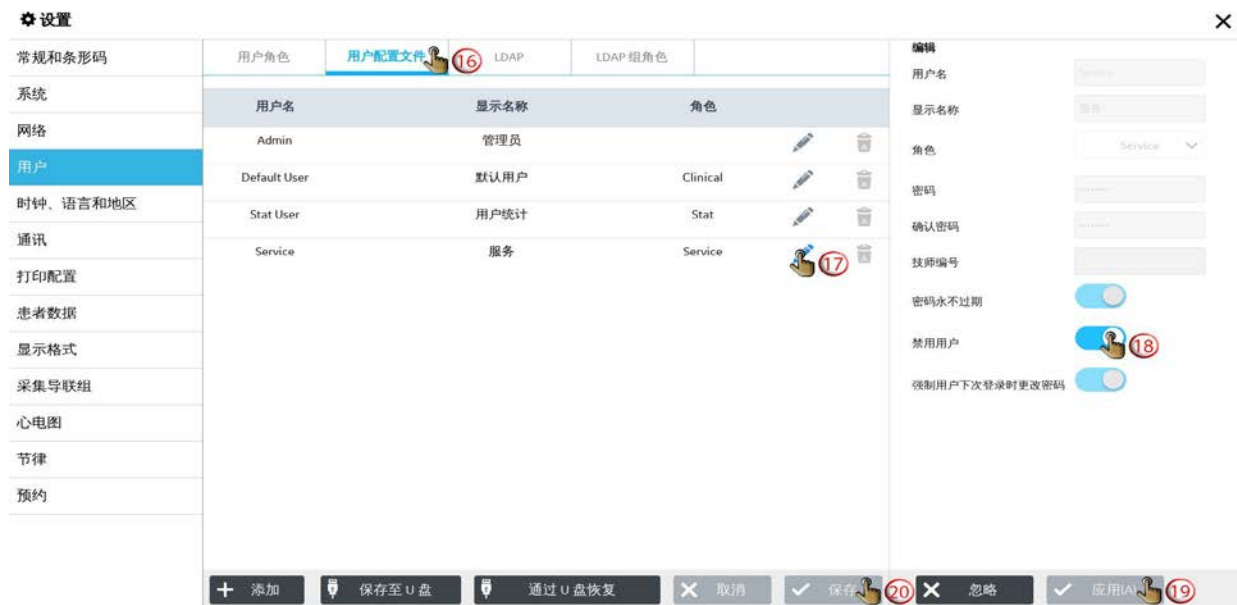 设置
常规和条形码
系统
网络
用户
时钟、语言和地区
通讯
打印配置
患者数据
显示格式
采集导联组
心电图
节律
预约
用户角色 用户配置文件 16 LDAP LDAP 组角色
用户名 显示名称 角色
Admin 管理员
Default User 默认用户 Clinical
Stat User 用户统计 Stat
Service 服务 Service 17
编辑
用户名 Service
显示名称 服务
角色 Service
密码
确认密码
技师编号
密码永不过期
禁用用户 18
强制用户下次登录时更改密码
添加 保存至 U 盘 通过 U 盘恢复 取消 保存 20 忽略 应用(A) 19